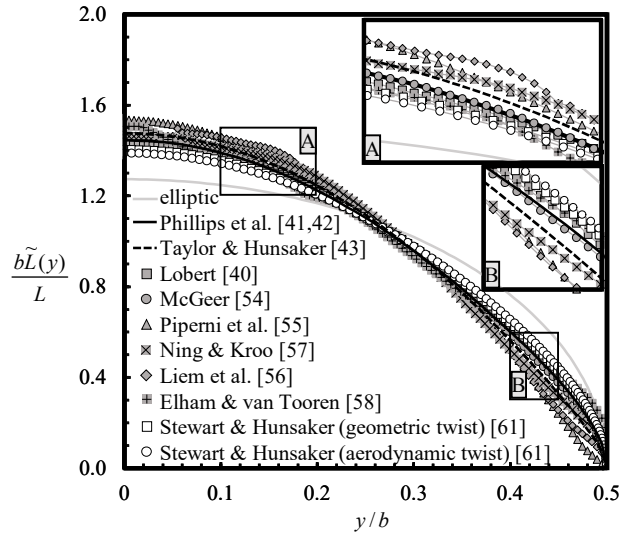 2.0
1.6
1.2
0.8
0.4
0.0
bL̃(y)
L
A
A
B
B
elliptic
Phillips et al. [41,42]
Taylor & Hunsaker [43]
Lobert [40]
McGeer [54]
Piperni et al. [55]
Ning & Kroo [57]
Liem et al. [56]
Elham & van Tooren [58]
Stewart & Hunsaker (geometric twist) [61]
Stewart & Hunsaker (aerodynamic twist) [61]
0 0.1 0.2 0.3 0.4 0.5
y/b